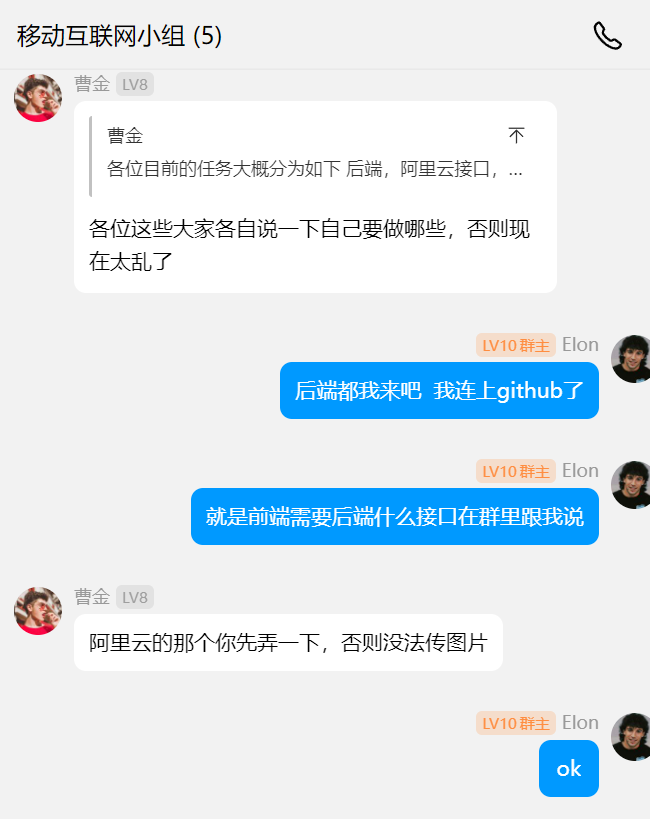 移动互联网小组 (5)
曹金 LV8
曹金
各位目前的任务大概分为如下 后端，阿里云接口，...
各位这些大家各自说一下自己要做哪些，否则现
在太乱了
LV10 群主 Elon
后端都我来吧  我连上github了
LV10 群主 Elon
就是前端需要后端什么接口在群里跟我说
曹金 LV8
阿里云的那个你先弄一下，否则没法传图片
LV10 群主 Elon
ok